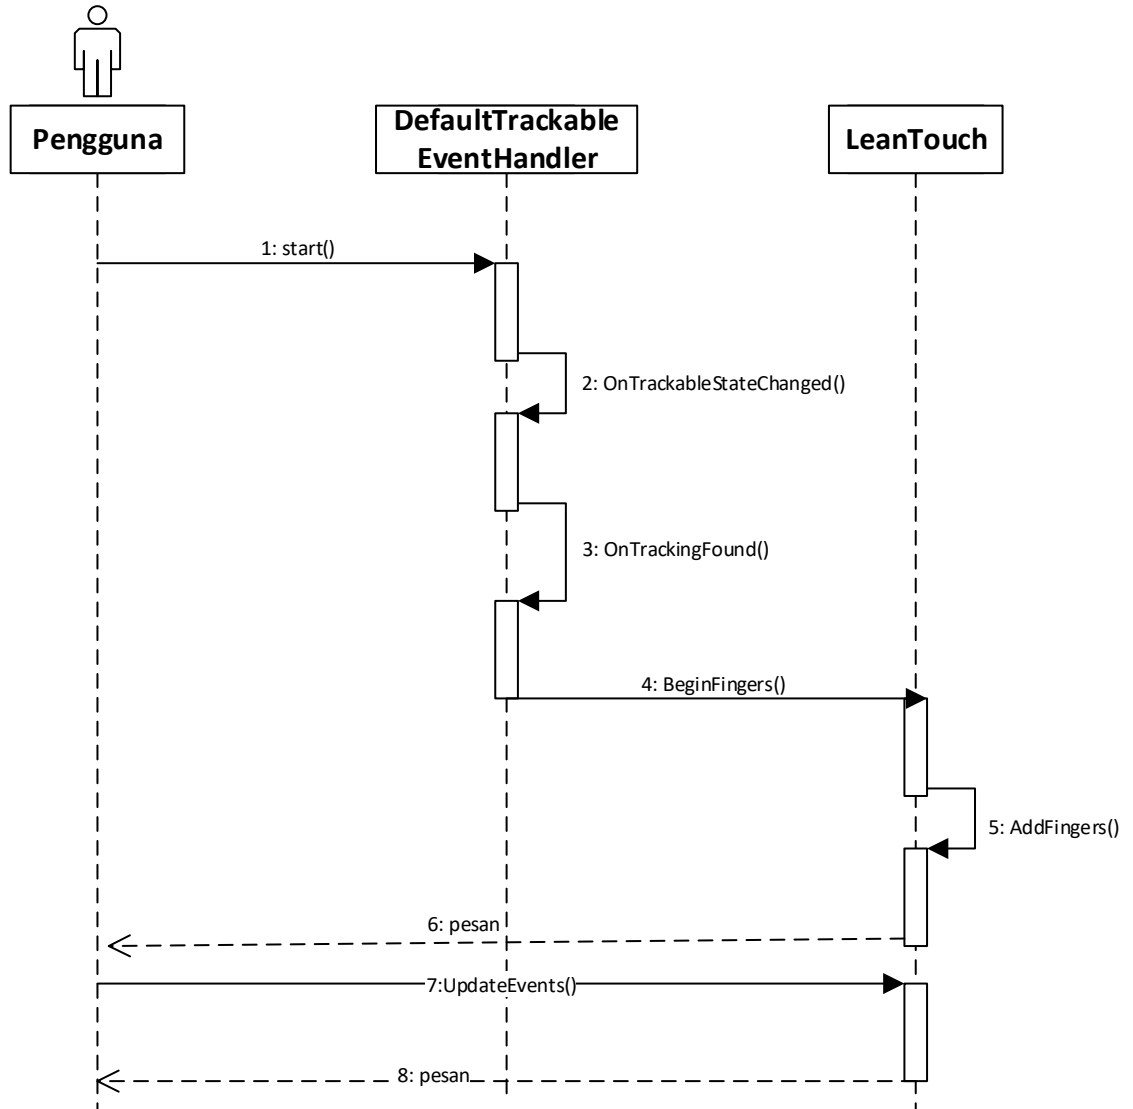 Pengguna
DefaultTrackable
EventHandler
LeanTouch
1: start()
2: OnTrackableStateChanged()
3: OnTrackingFound()
4: BeginFingers()
5: AddFingers()
6: pesan
7:UpdateEvents()
8: pesan